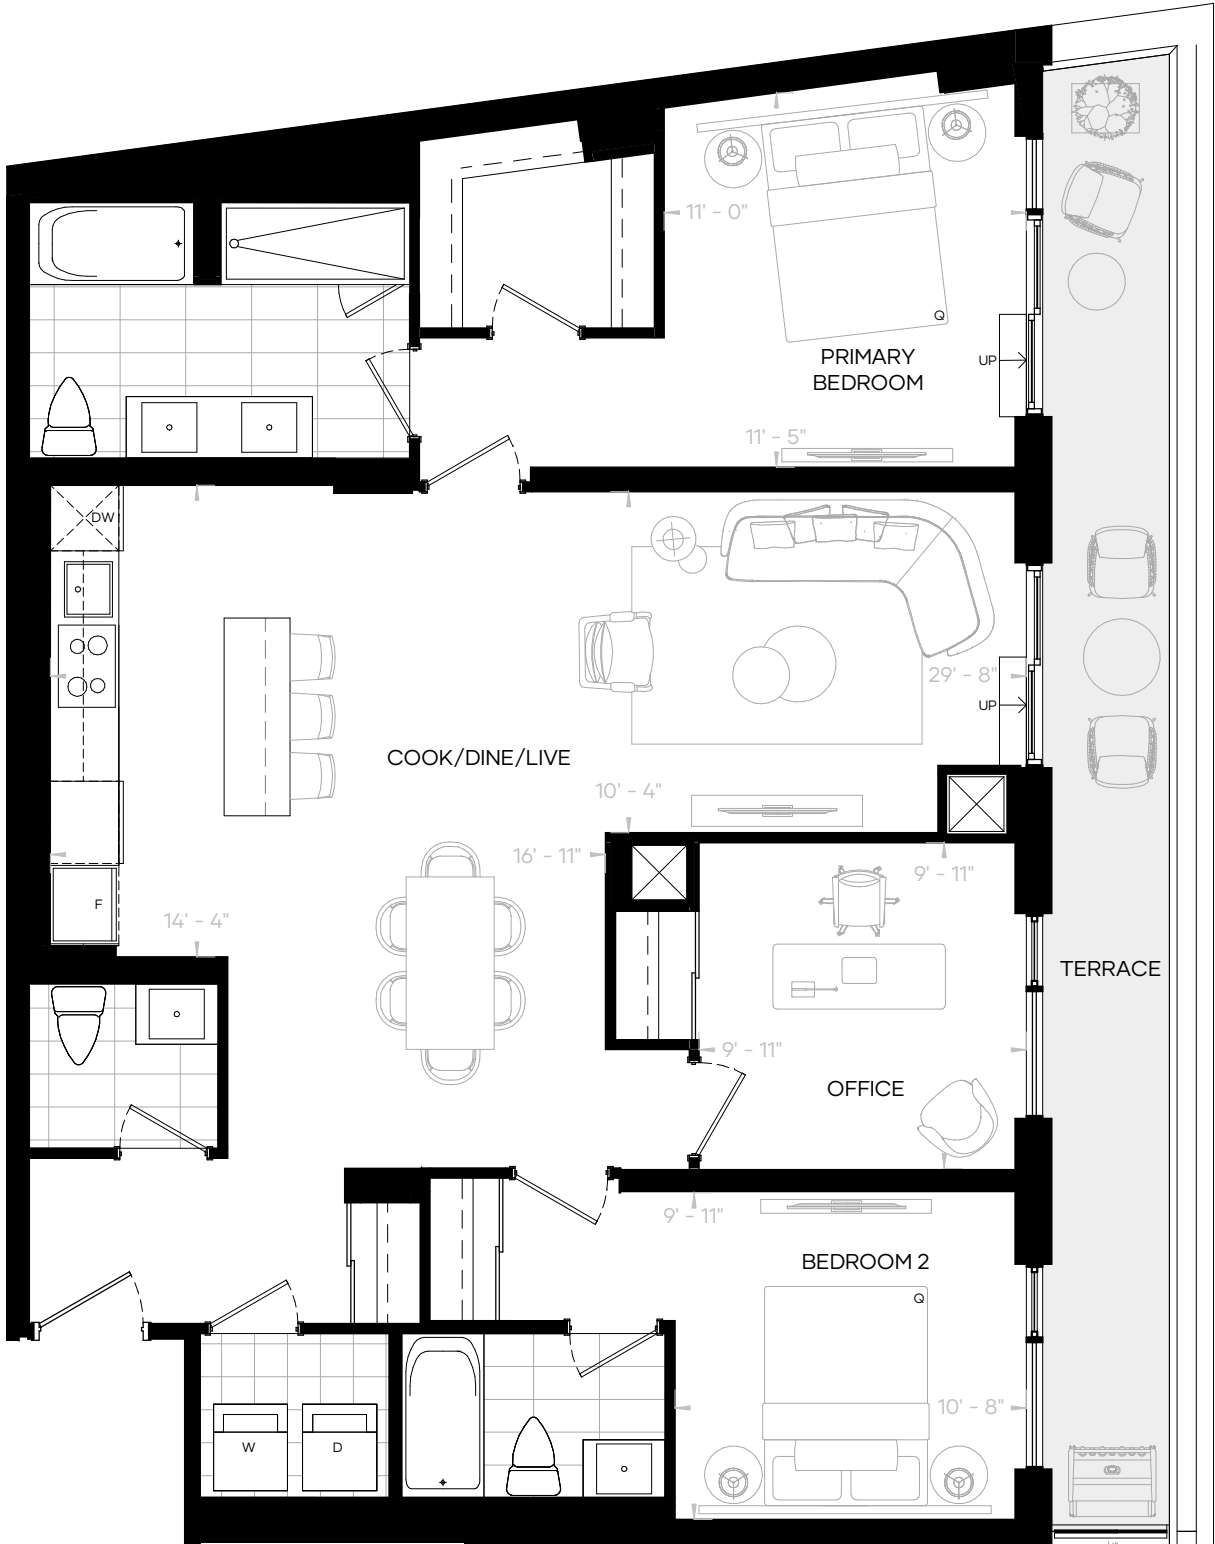 11' - 0"
Q
PRIMARY
BEDROOM
UP
11' - 5"
DW
29' - 8"
UP
COOK/DINE/LIVE
10' - 4"
16' - 11"
9' - 11"
F
14' - 4"
TERRACE
9' - 11"
OFFICE
9' - 11"
BEDROOM 2
Q
10' - 8"
W
D